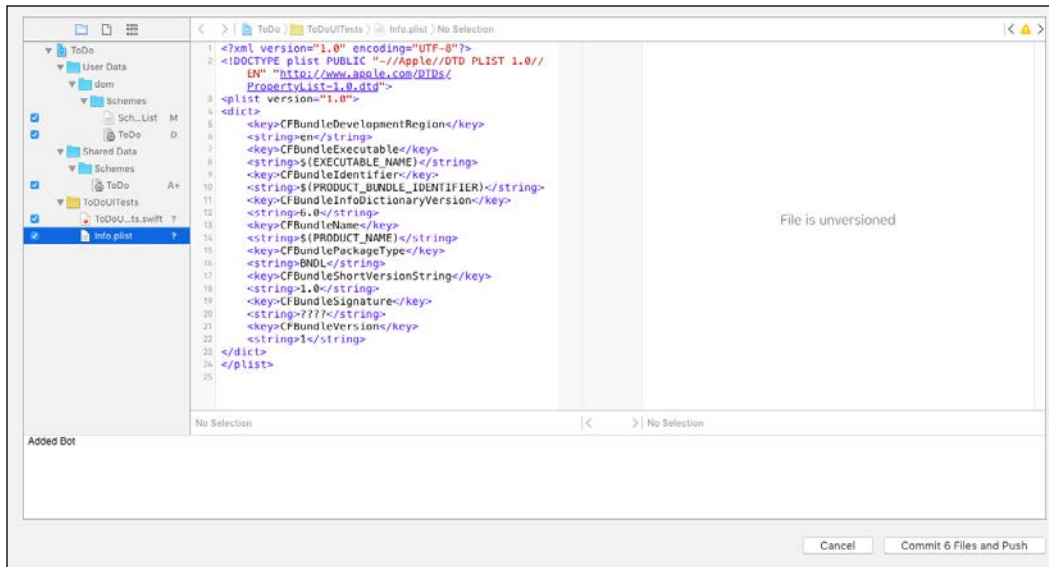 ToDo
User Data
dom
Schemes
Sch...List M
ToDo D
Shared Data
Schemes
ToDo A+
ToDoUITests
ToDoU...ts.swift ?
Info.plist ?
ToDo ToDoUITests Info.plist No Selection
1 <?xml version="1.0" encoding="UTF-8"?>
2 <!DOCTYPE plist PUBLIC "-//Apple//DTD PLIST 1.0//
EN" "http://www.apple.com/DTDs/
PropertyList-1.0.dtd">
3 <plist version="1.0">
4 <dict>
5 <key>CFBundleDevelopmentRegion</key>
6 <string>en</string>
7 <key>CFBundleExecutable</key>
8 <string>$(EXECUTABLE_NAME)</string>
9 <key>CFBundleIdentifier</key>
10 <string>$(PRODUCT_BUNDLE_IDENTIFIER)</string>
11 <key>CFBundleInfoDictionaryVersion</key>
12 <string>6.0</string>
13 <key>CFBundleName</key>
14 <string>$(PRODUCT_NAME)</string>
15 <key>CFBundlePackageType</key>
16 <string>BNDL</string>
17 <key>CFBundleShortVersionString</key>
18 <string>1.0</string>
19 <key>CFBundleSignature</key>
20 <string>????</string>
21 <key>CFBundleVersion</key>
22 <string>1</string>
23 </dict>
24 </plist>
25
File is unversioned
No Selection
No Selection
Added Bot
Cancel
Commit 6 Files and Push